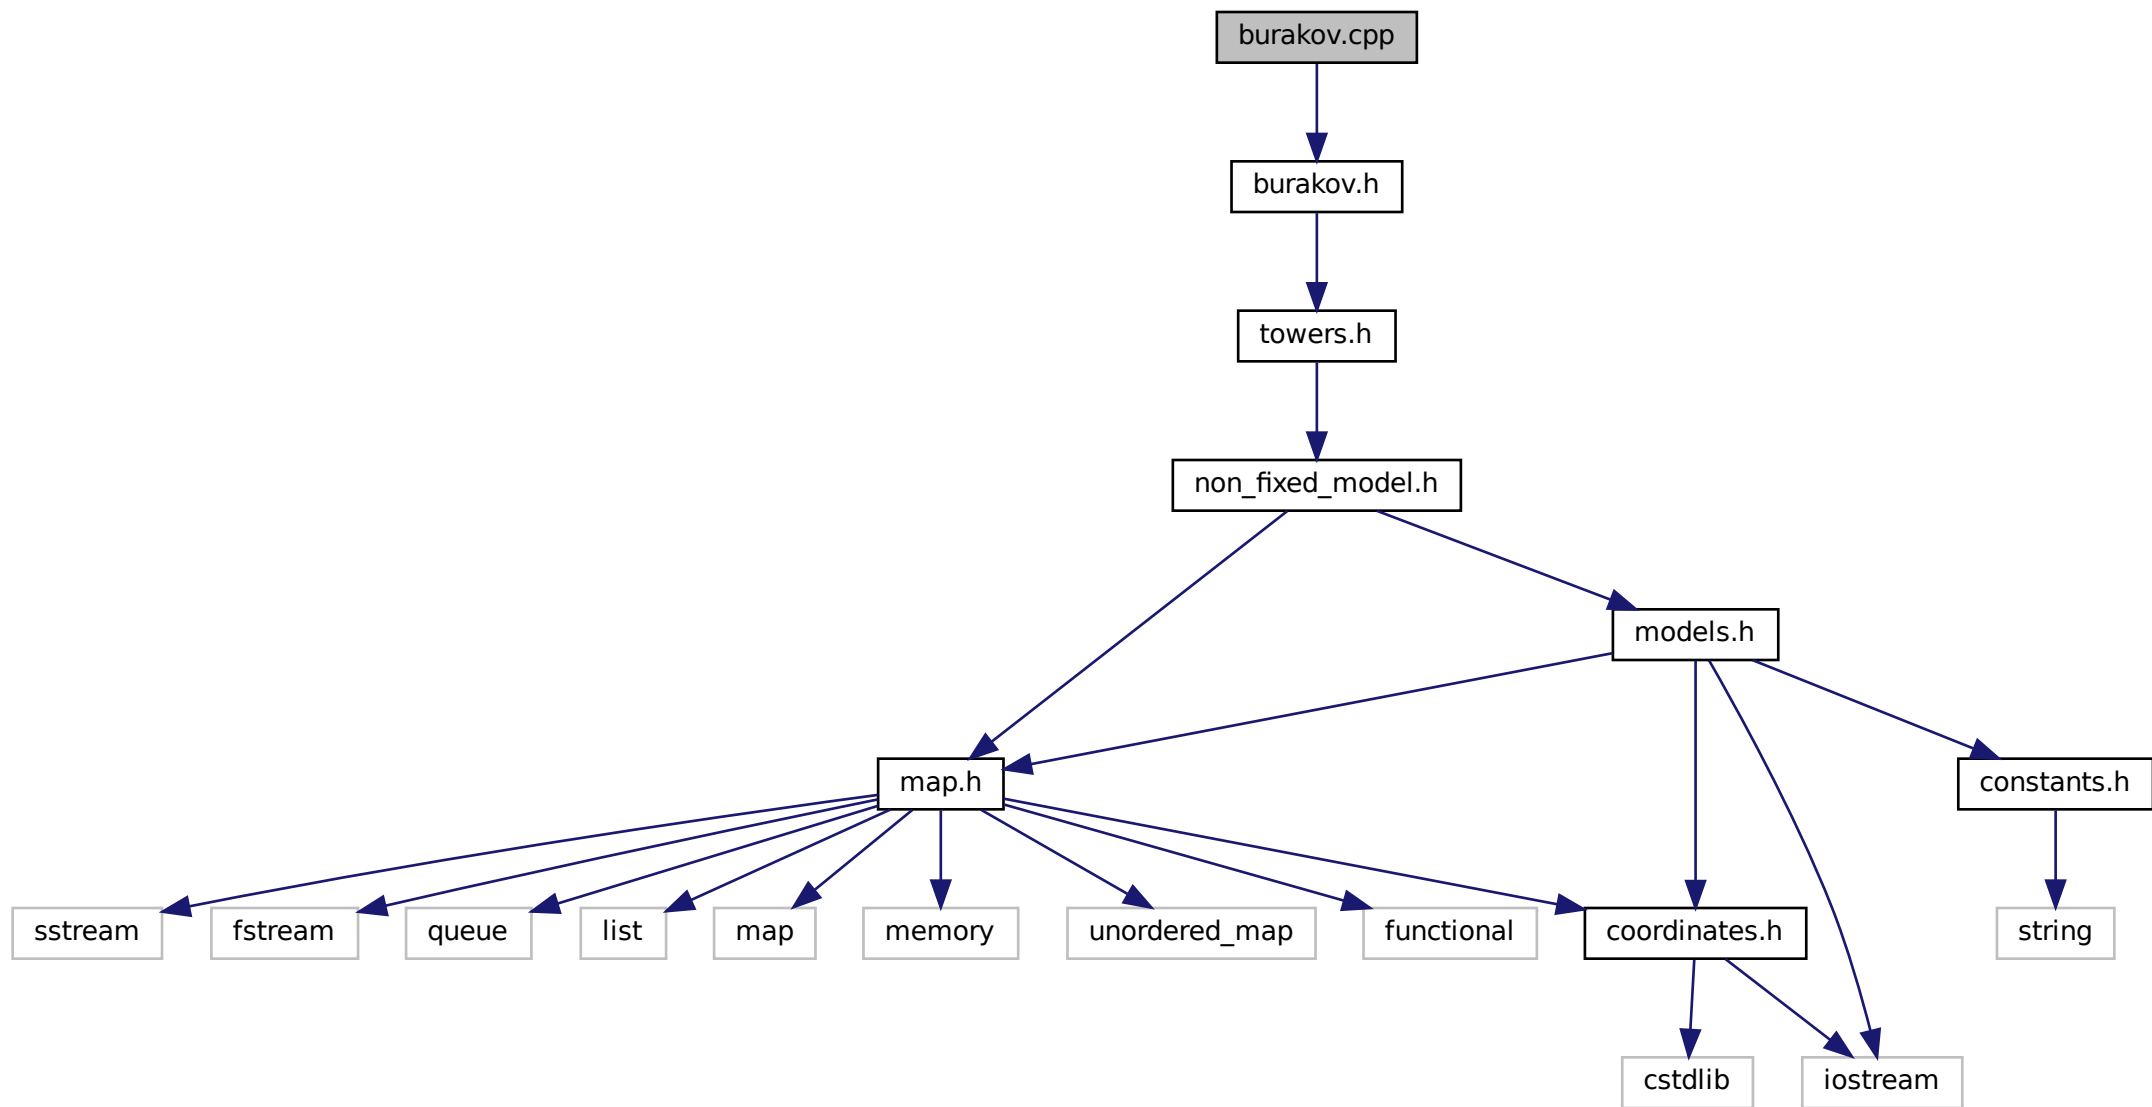 burakov.cpp
burakov.h
towers.h
non_fixed_model.h
models.h
map.h
constants.h
sstream
fstream
queue
list
map
memory
unordered_map
functional
coordinates.h
string
cstdlib
iostream